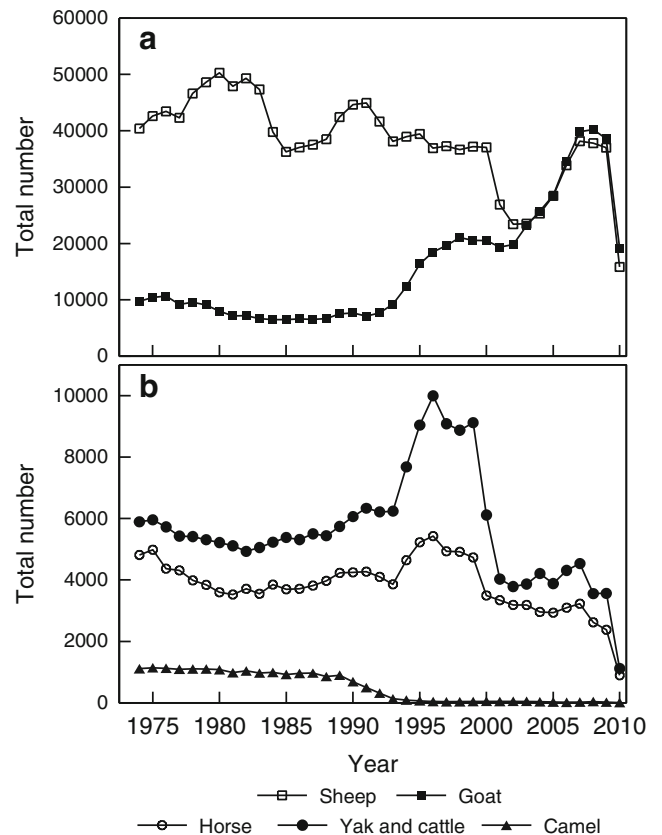 a
60000
50000
40000
30000
20000
10000
0
Total number
b
10000
8000
6000
4000
2000
0
Total number
1975 1980 1985 1990 1995 2000 2005 2010
Year
Sheep Goat
Horse Yak and cattle Camel